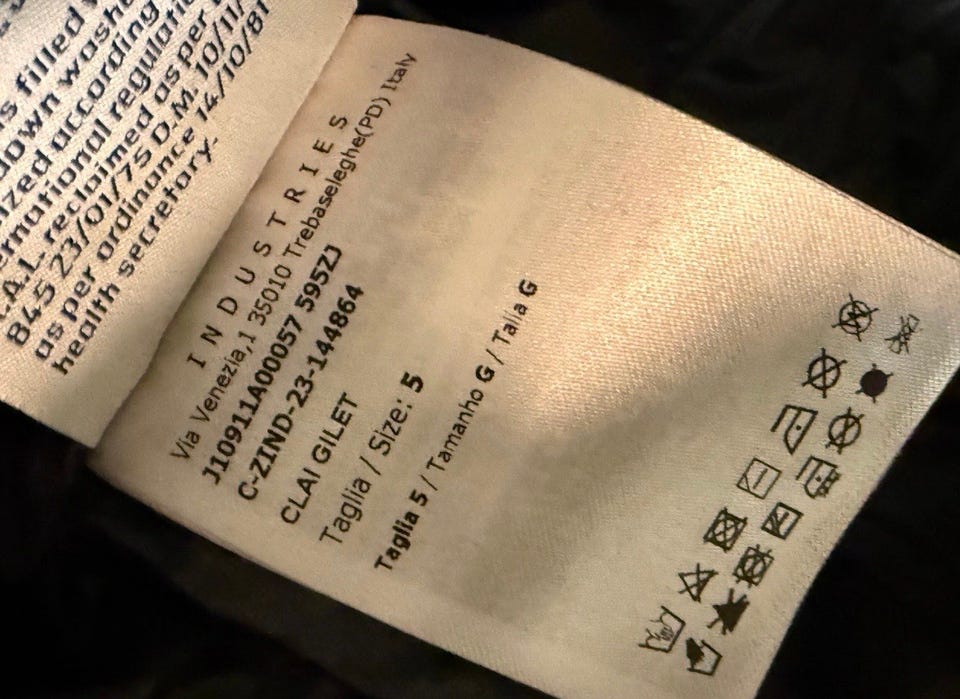 s filled
down wash
ized according
ernational regulatio
.A.I. reclaimed as per
845 23/01/75 D.M. 10/11/
as per ordinance 14/10/81
health secretary.
INDUSTRIES
Via Venezia,1 35010 Trebaseleghe(PD) Italy
J10911A00057 595ZJ
C-ZIND-23-144864
CLAI GILET
Taglia / Size: 5
Taglia 5 / Tamanho G / Talla G